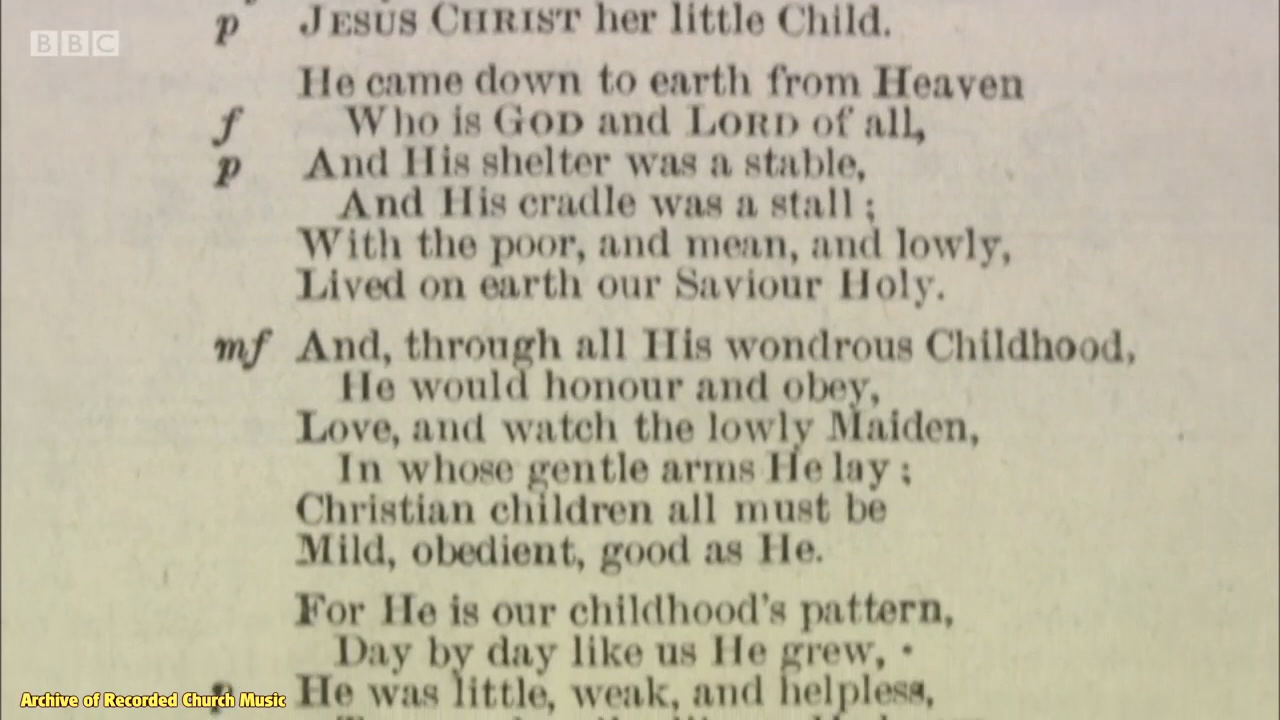 BBC
p JESUS CHRIST her little Child.
He came down to earth from Heaven
f Who is GOD and LORD of all,
p And His shelter was a stable,
And His cradle was a stall ;
With the poor, and mean, and lowly,
Lived on earth our Saviour Holy.
mf And, through all His wondrous Childhood,
He would honour and obey,
Love, and watch the lowly Maiden,
In whose gentle arms He lay ;
Christian children all must be
Mild, obedient, good as He.
For He is our childhood's pattern,
Day by day like us He grew,
p He was little, weak, and helpless,
Archive of Recorded Church Music